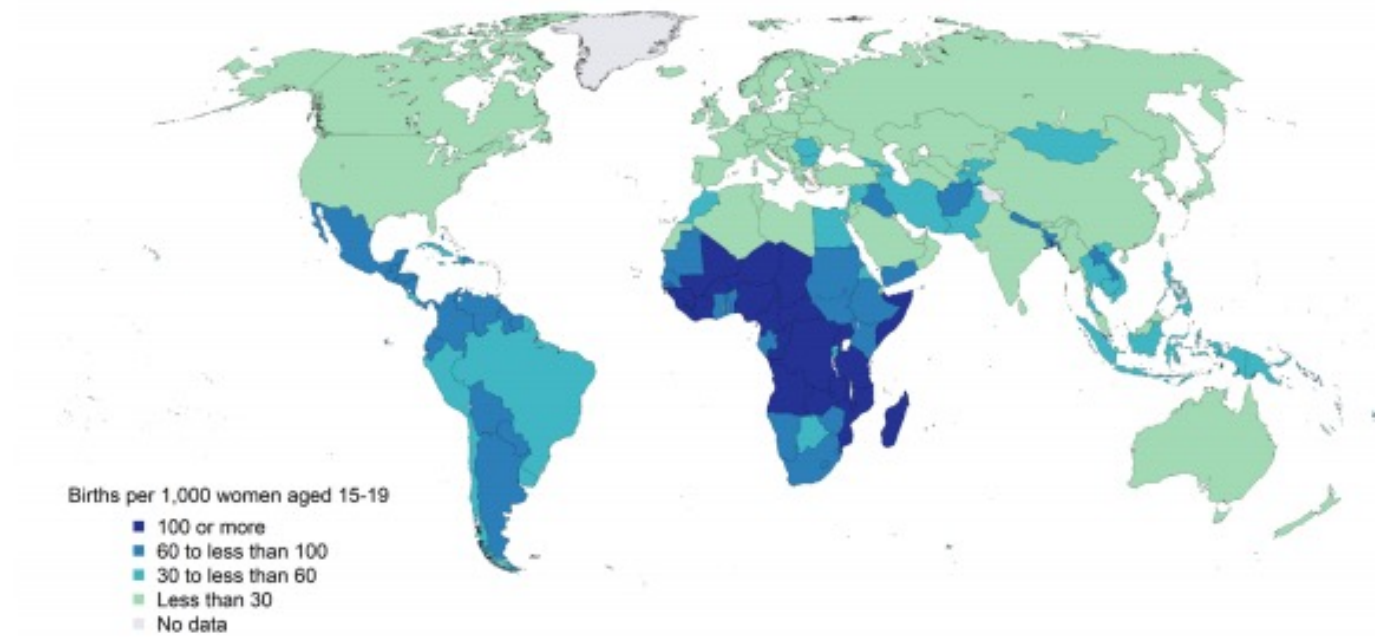 Births per 1,000 women aged 15-19
100 or more
60 to less than 100
30 to less than 60
Less than 30
No data